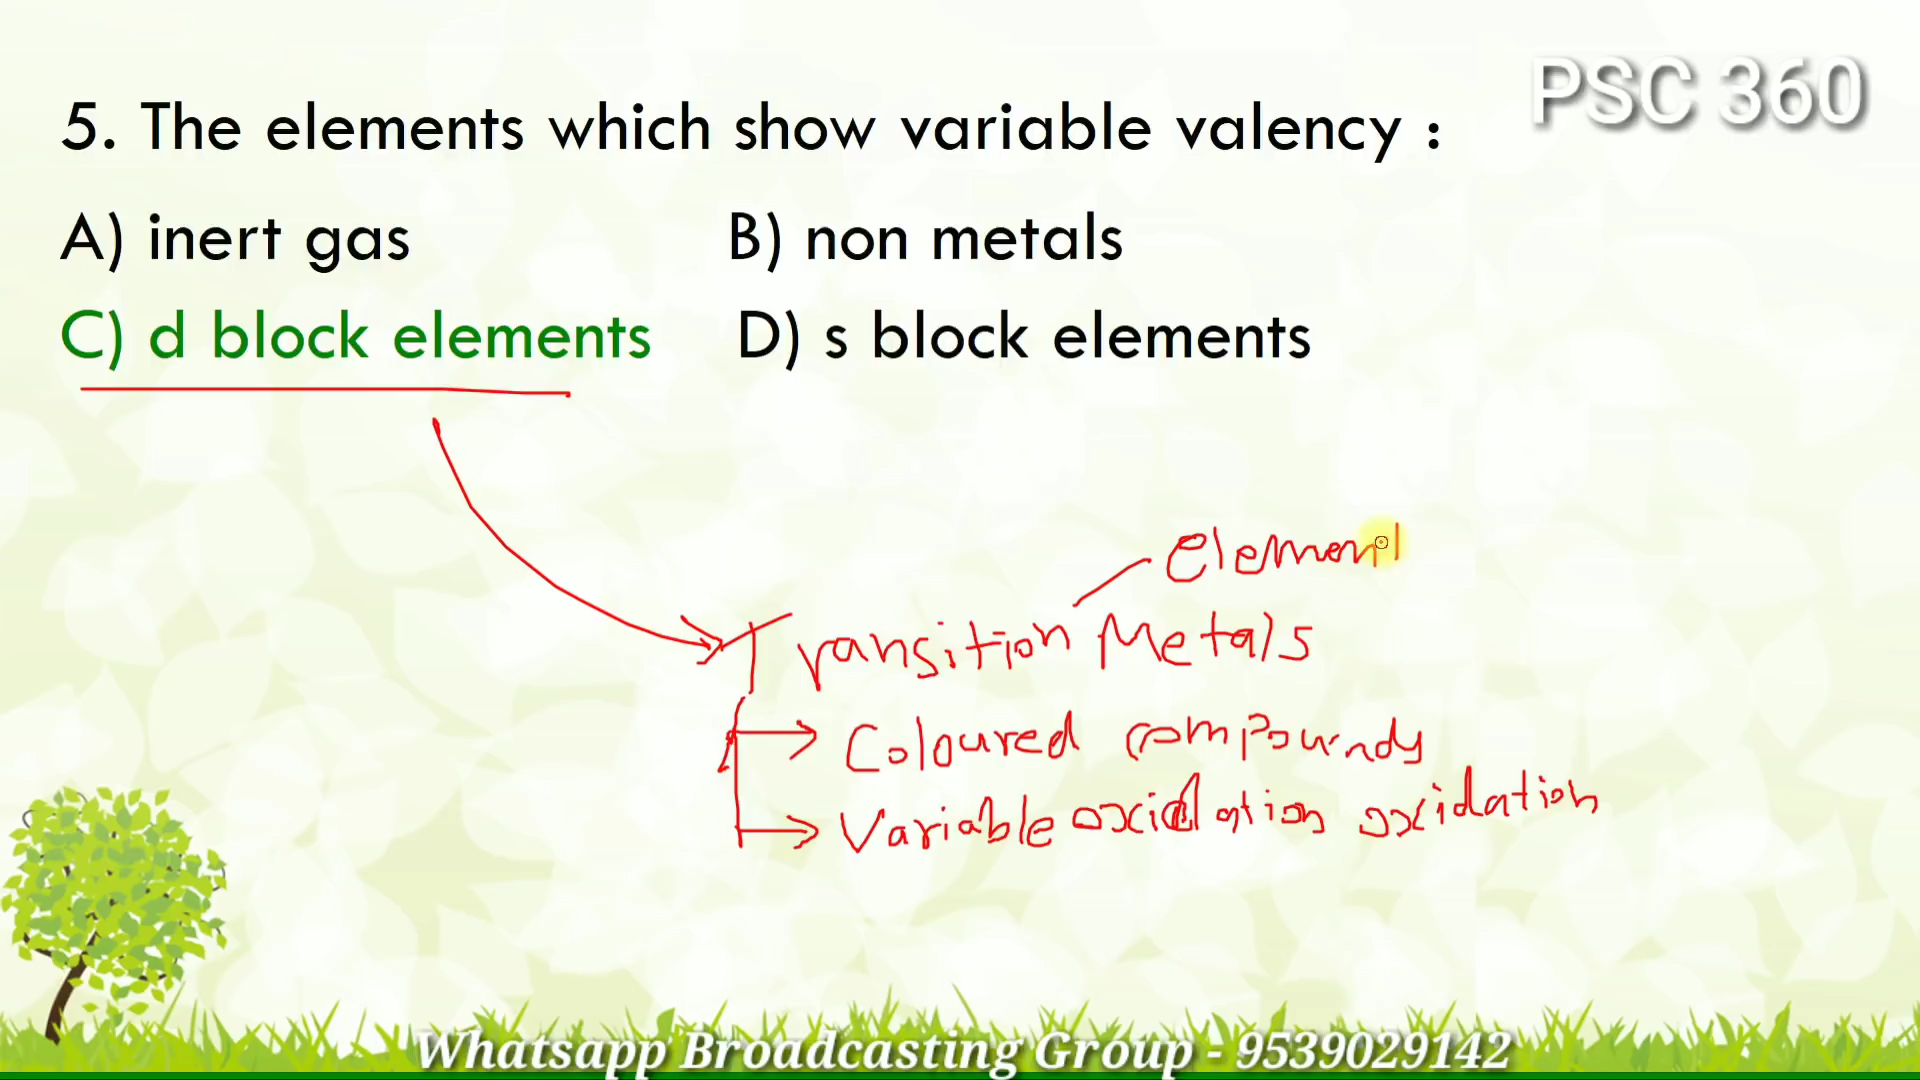 PSC 360
5. The elements which show variable valency :
A) inert gas B) non metals
C) d block elements D) s block elements
element
Transition Metals
Coloured compounds
Variable oxidation oxidation
Whatsapp Broadcasting Group - 9539029142